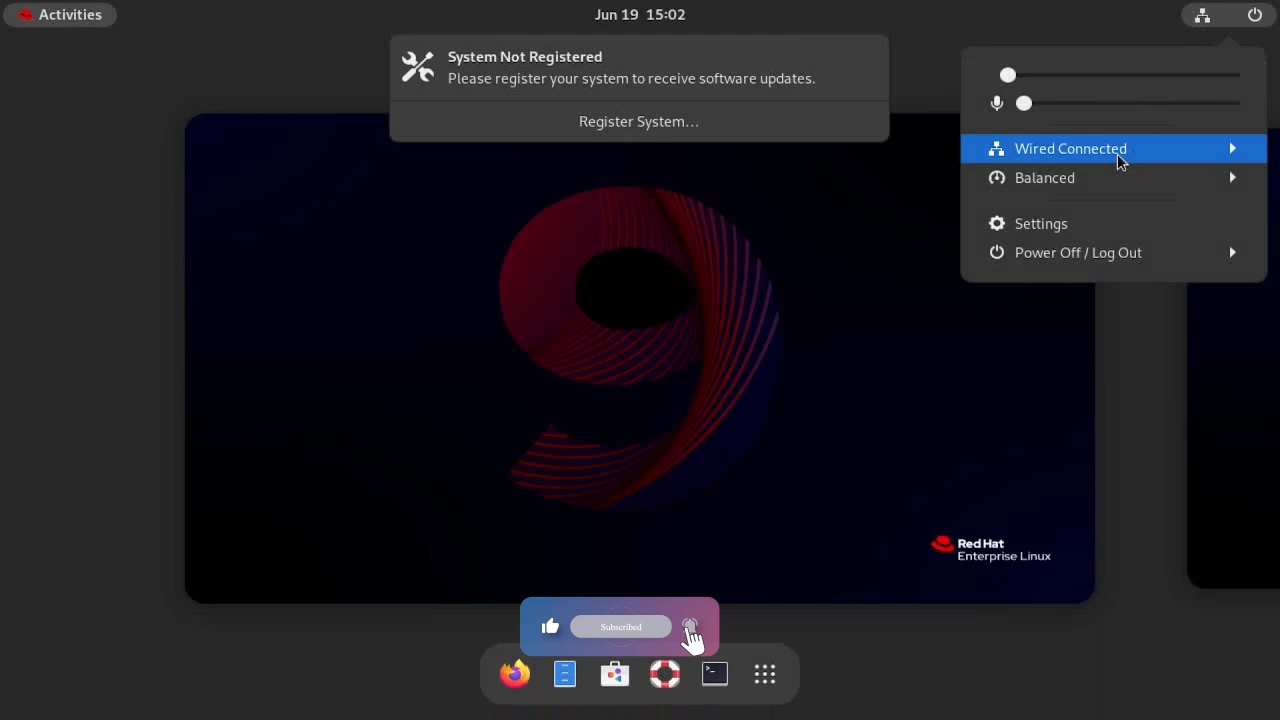 Activities
Jun 19 15:02
System Not Registered
Please register your system to receive software updates.
Register System…
Wired Connected
Balanced
Settings
Power Off / Log Out
9
Red Hat
Enterprise Linux
Subscribed